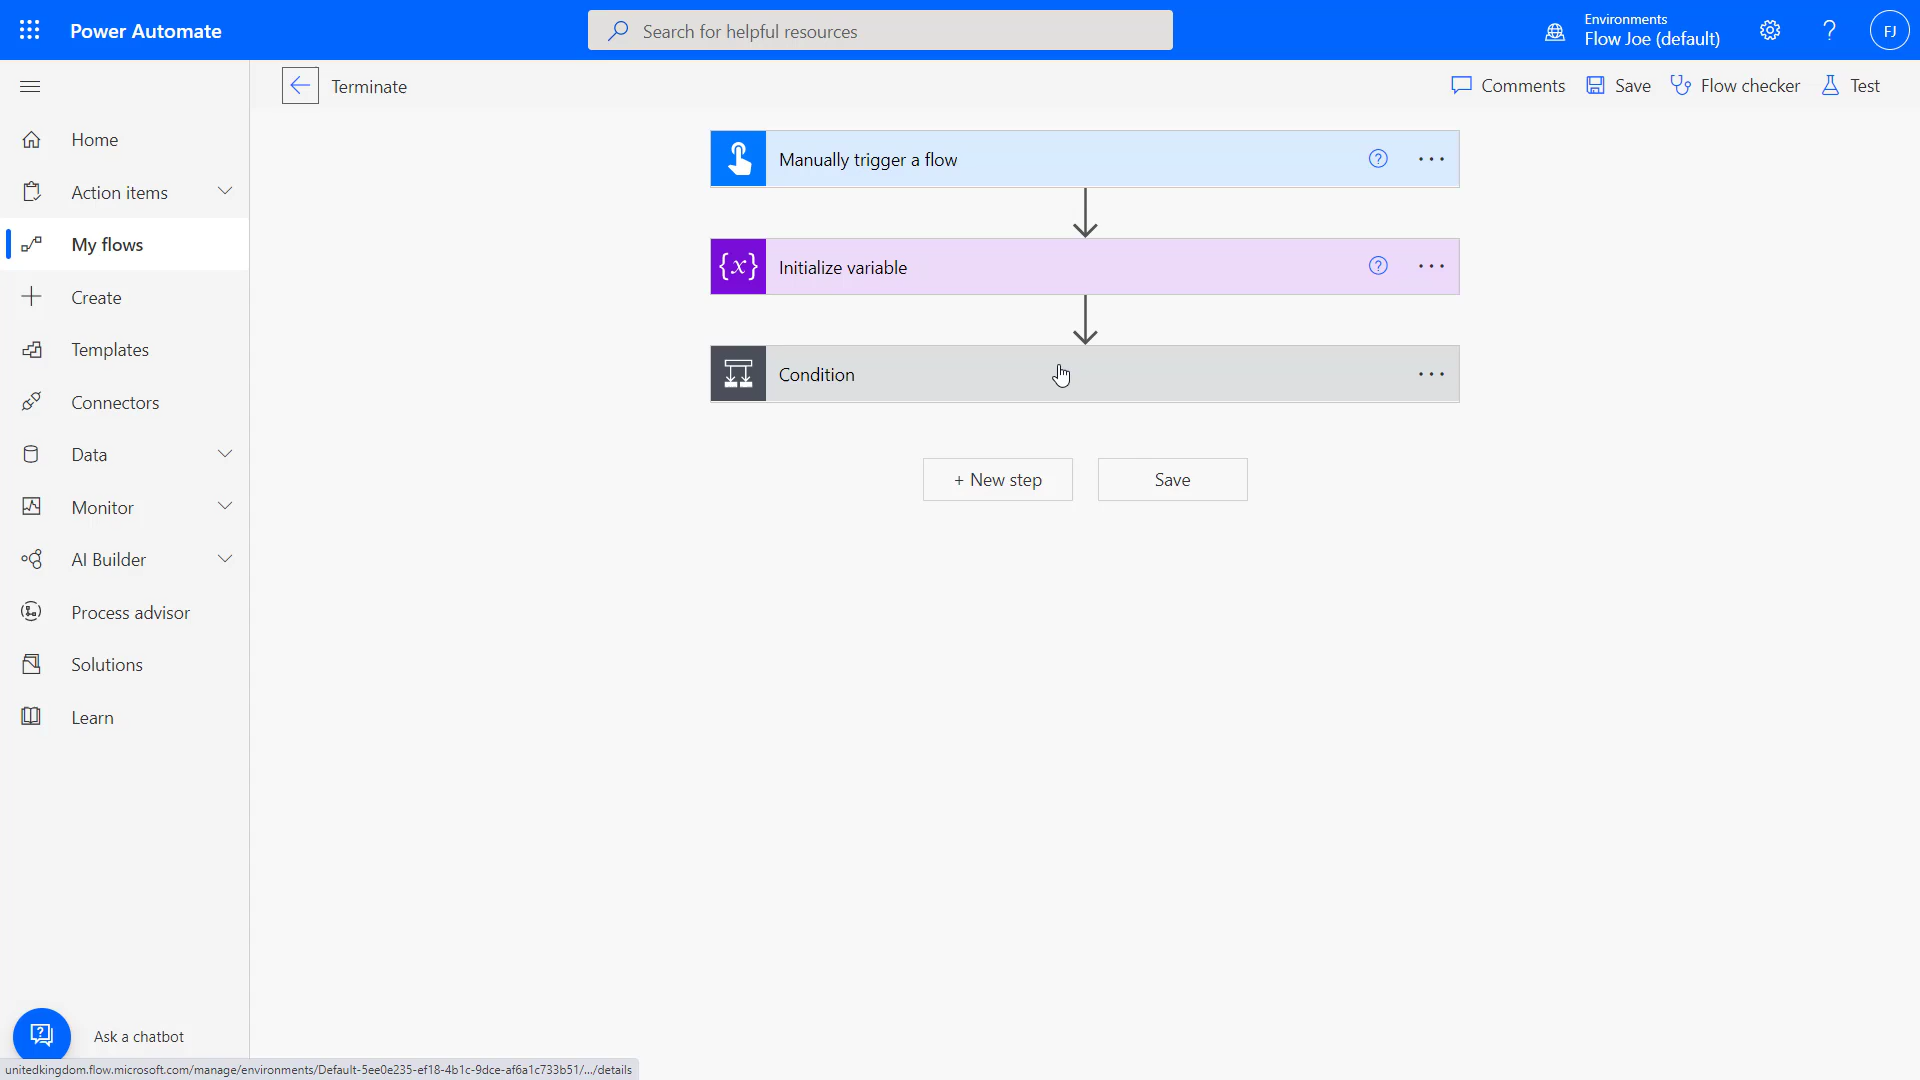 Power Automate
Search for helpful resources
Environments
Flow Joe (default)
?
FJ
Terminate
Comments
Save
Flow checker
Test
Home
Action items
My flows
Create
Templates
Connectors
Data
Monitor
AI Builder
Process advisor
Solutions
Learn
Manually trigger a flow
?
...
{x}
Initialize variable
?
...
Condition
...
+ New step
Save
?
Ask a chatbot
unitedkingdom.flow.microsoft.com/manage/environments/Default-5ee0e235-ef18-4b1c-9dce-af6a1c733b51/.../details